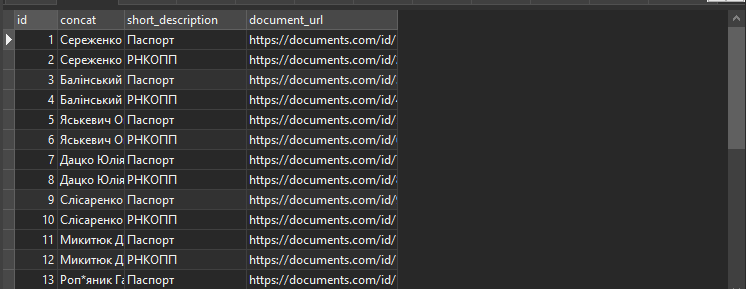 id concat short_description document_url
1 Сереженко Паспорт https://documents.com/id/
2 Сереженко РНКОПП https://documents.com/id/
3 Балінський Паспорт https://documents.com/id/
4 Балінський РНКОПП https://documents.com/id/
5 Яськевич О Паспорт https://documents.com/id/
6 Яськевич О РНКОПП https://documents.com/id/
7 Дацко Юлія Паспорт https://documents.com/id/
8 Дацко Юлія РНКОПП https://documents.com/id/
9 Слісаренко Паспорт https://documents.com/id/
10 Слісаренко РНКОПП https://documents.com/id/
11 Микитюк Д Паспорт https://documents.com/id/
12 Микитюк Д РНКОПП https://documents.com/id/
13 Роп*яник Га Паспорт https://documents.com/id/